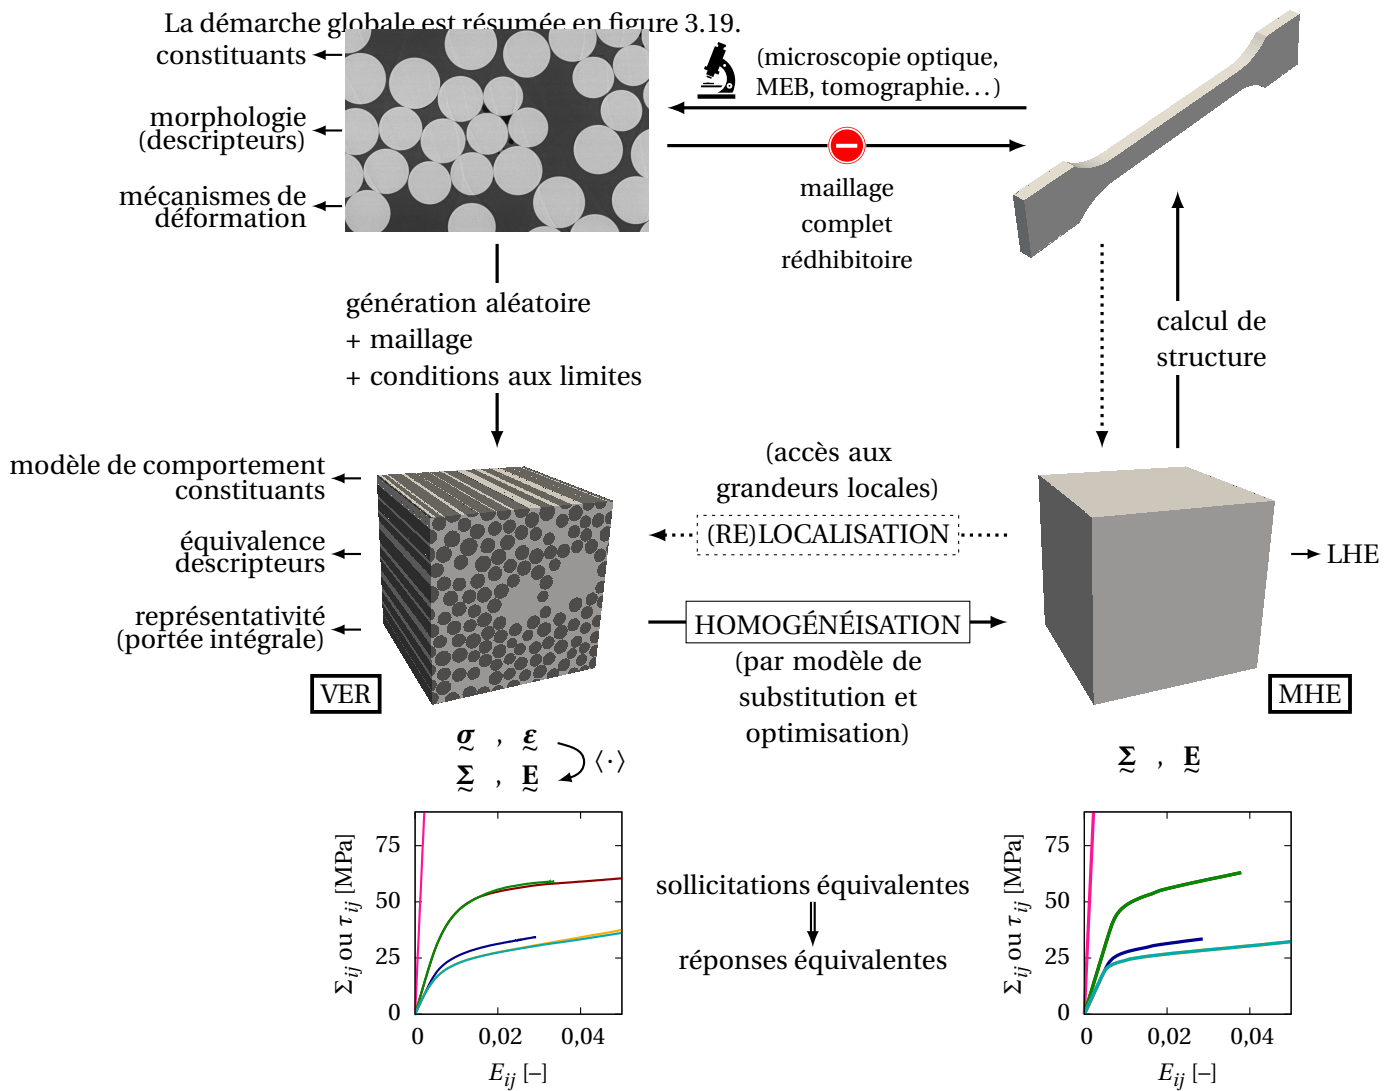 La démarche globale est résumée en figure 3.19.
constituants
morphologie
(descripteurs)
mécanismes de
déformation
(microscopie optique,
MEB, tomographie…)
maillage
complet
rédhibitoire
génération aléatoire
+ maillage
+ conditions aux limites
calcul de
structure
modèle de comportement
constituants
équivalence
descripteurs
représentativité
(portée intégrale)
VER
(accès aux
grandeurs locales)
(RE)LOCALISATION
HOMOGÉNÉISATION
(par modèle de
substitution et
optimisation)
LHE
MHE
σ , ε
Σ , E
⟨·⟩
Σ , E
Σij ou τij [MPa]
75
50
25
0
0 0,02 0,04
Eij [–]
sollicitations équivalentes
réponses équivalentes
Σij ou τij [MPa]
75
50
25
0
0 0,02 0,04
Eij [–]